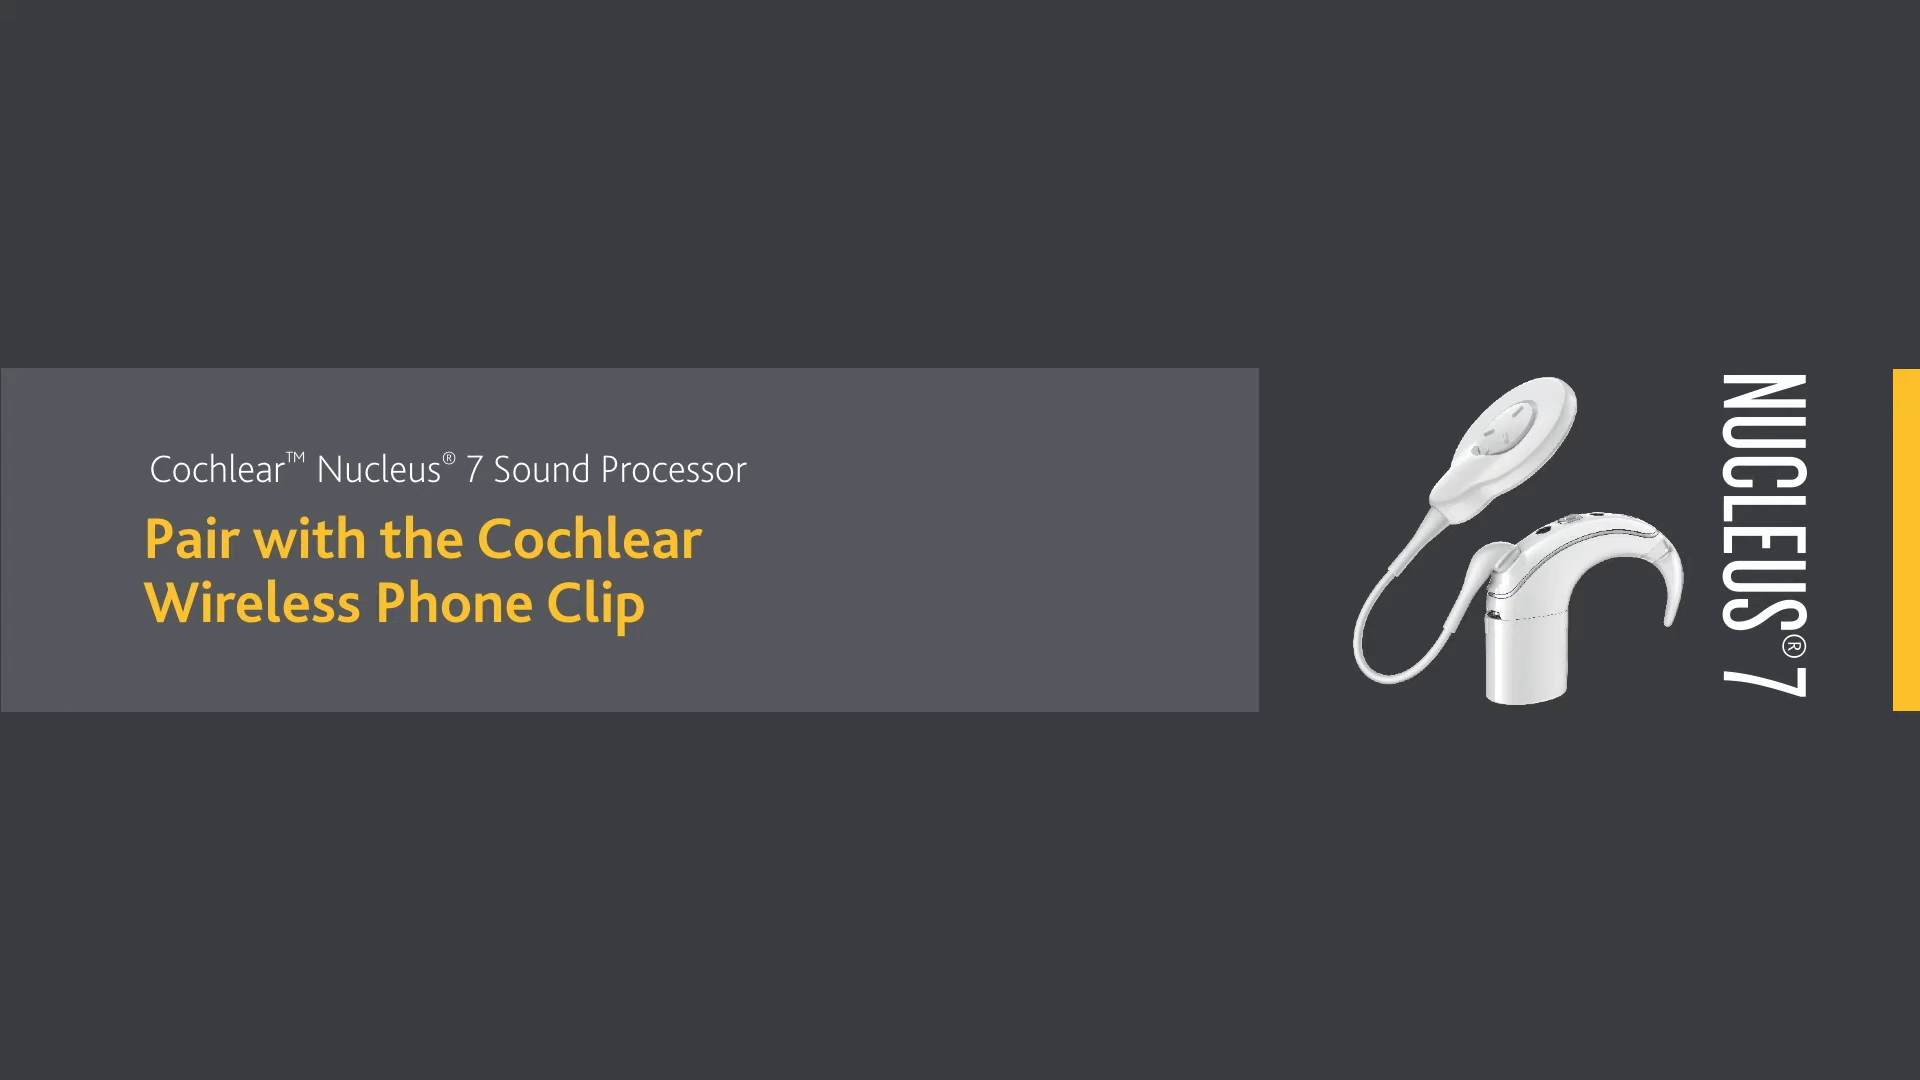 Cochlear™ Nucleus® 7 Sound Processor
Pair with the Cochlear
Wireless Phone Clip
NUCLEUS® 7